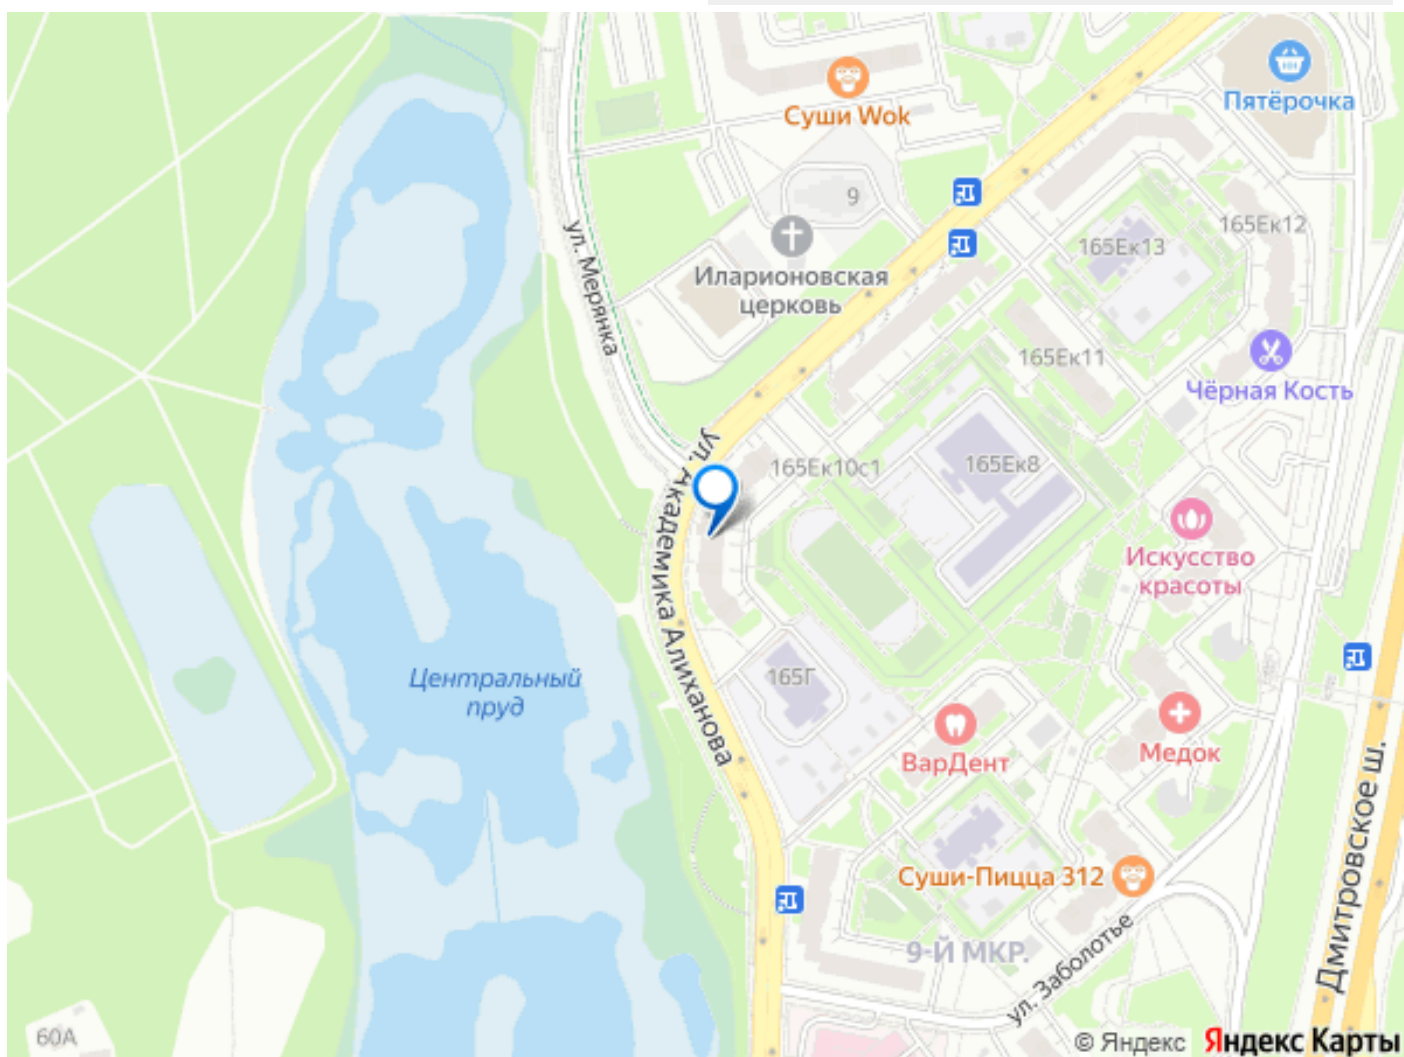 Пятёрочка
Суши Wok
9
165Ек12
165Ек13
Иларионовская
церковь
ул. Мерянка
165Ек11
Чёрная Кость
165Ек10с1
165Ек8
ул. Академика Алиханова
Искусство
красоты
Центральный
пруд
165Г
ВарДент
Медок
Дмитровское ш.
Суши-Пицца 312
9-Й МКР.
ул. Заболотье
60А
© Яндекс Яндекс Карты